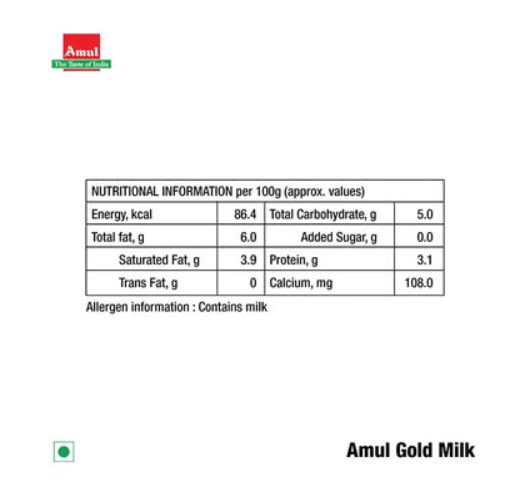 Amul
The Taste of India
NUTRITIONAL INFORMATION per 100g (approx. values)
Energy, kcal 86.4 Total Carbohydrate, g 5.0
Total fat, g 6.0 Added Sugar, g 0.0
Saturated Fat, g 3.9 Protein, g 3.1
Trans Fat, g 0 Calcium, mg 108.0
Allergen information : Contains milk
Amul Gold Milk